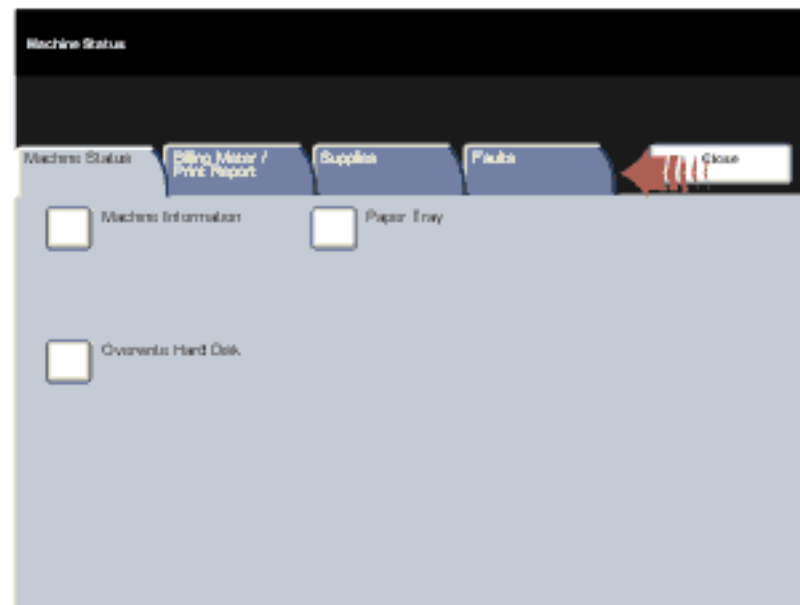 Machine Status
Machine Status
Billing Meter /
Print Report
Supplies
Faults
Close
Machine Information
Paper Tray
Overwrite Hard Disk